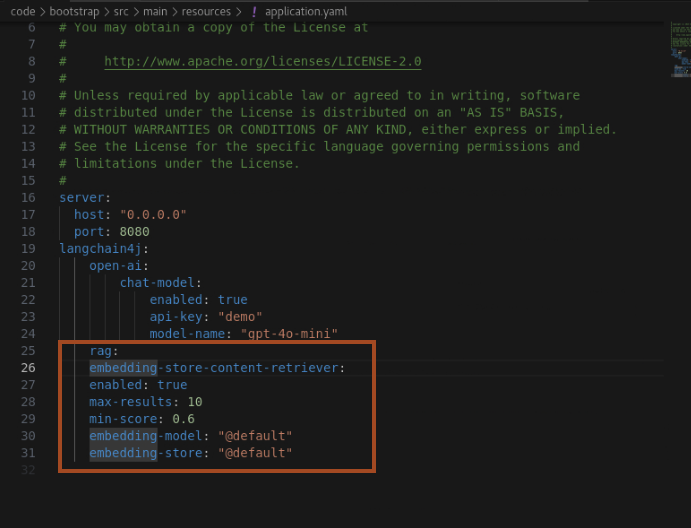 code > bootstrap > src > main > resources > ! application.yaml
6 # You may obtain a copy of the License at
7 #
8 #     http://www.apache.org/licenses/LICENSE-2.0
9 #
10 # Unless required by applicable law or agreed to in writing, software
11 # distributed under the License is distributed on an "AS IS" BASIS,
12 # WITHOUT WARRANTIES OR CONDITIONS OF ANY KIND, either express or implied.
13 # See the License for the specific language governing permissions and
14 # limitations under the License.
15 #
16 server:
17   host: "0.0.0.0"
18   port: 8080
19 langchain4j:
20     open-ai:
21         chat-model:
22             enabled: true
23             api-key: "demo"
24             model-name: "gpt-4o-mini"
25     rag:
26     embedding-store-content-retriever:
27     enabled: true
28     max-results: 10
29     min-score: 0.6
30     embedding-model: "@default"
31     embedding-store: "@default"
32